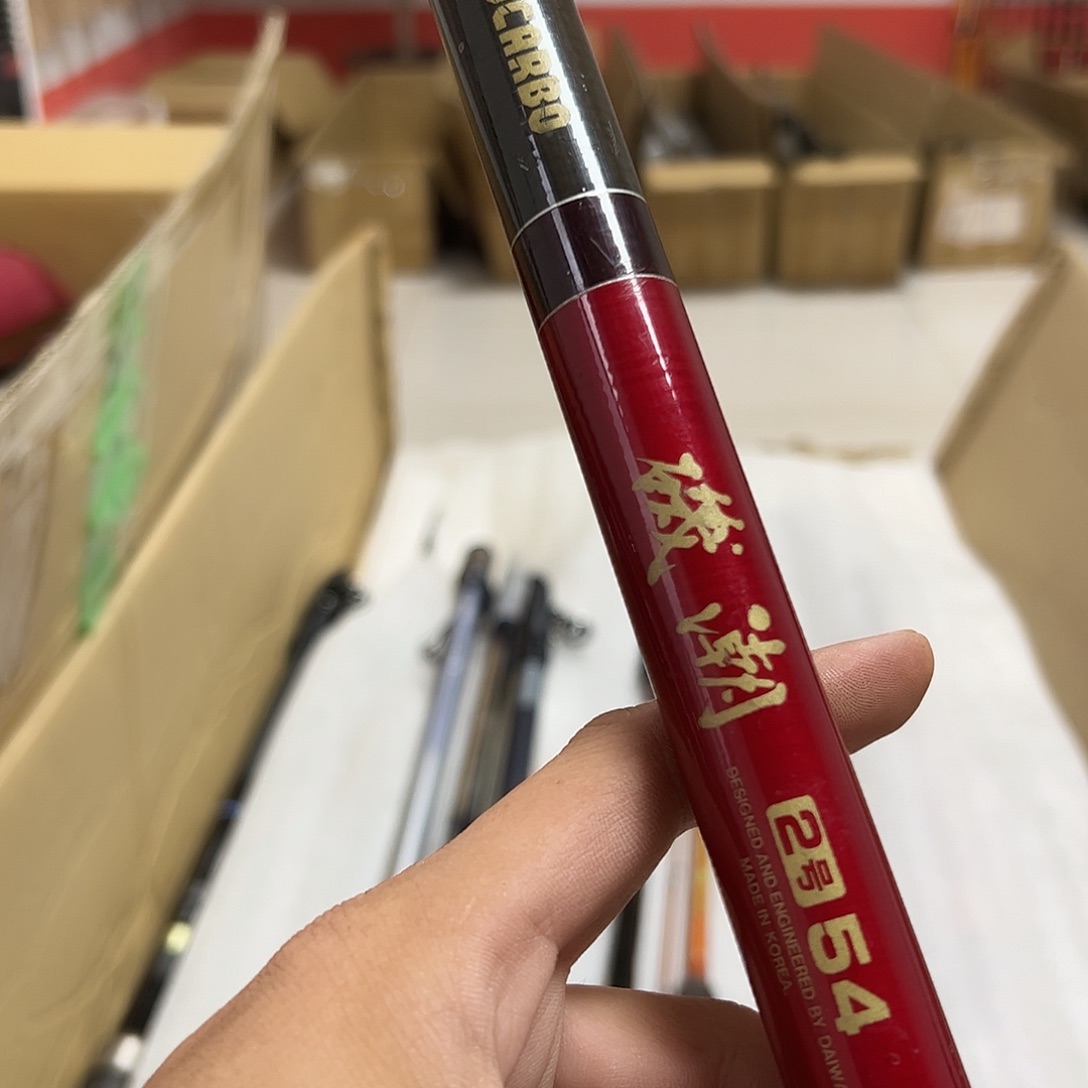 CARBO
磯潮
2号 54
DESIGNED AND ENGINEERED BY DAIWA
MADE IN KOREA